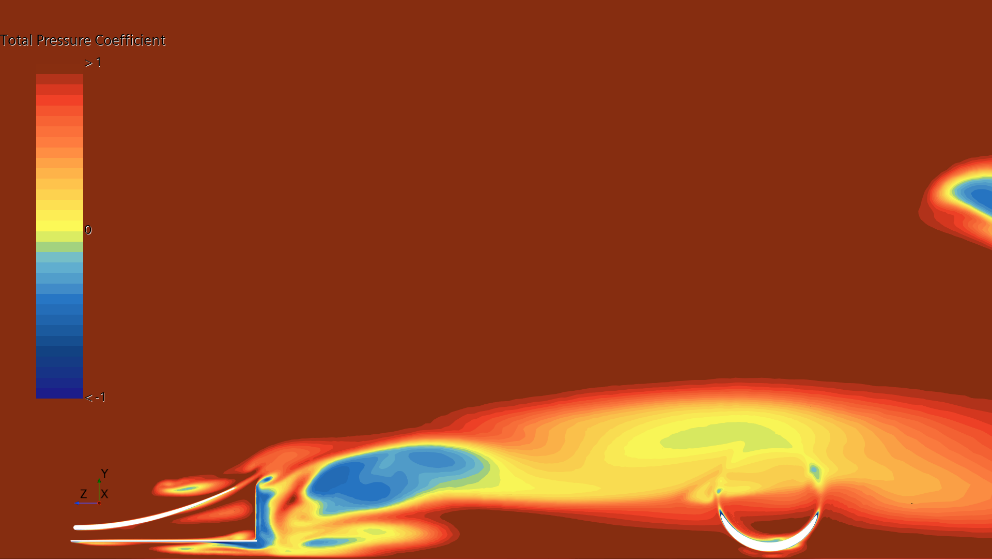 Total Pressure Coefficient
> 1
0
< -1
Y
Z X